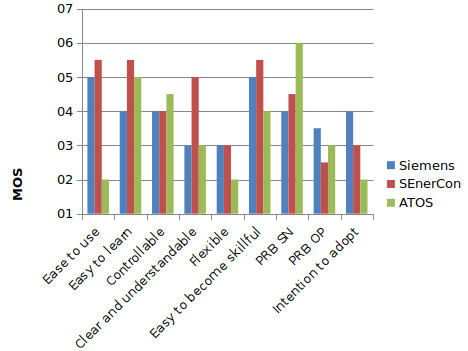 07
06
05
04
03
02
01
MOS
Ease to use
Easy to learn
Controllable
Clear and understandable
Flexible
Easy to become skillful
PRB SN
PRB OP
Intention to adopt
Siemens
SEnerCon
ATOS